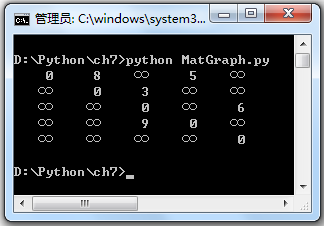 管理员: C:\windows\system3...
D:\Python\ch7>python MatGraph.py
0 8 ∞ 5 ∞
∞ 0 3 ∞ ∞
∞ ∞ 0 ∞ 6
∞ ∞ 9 0 ∞
∞ ∞ ∞ ∞ 0
D:\Python\ch7>_